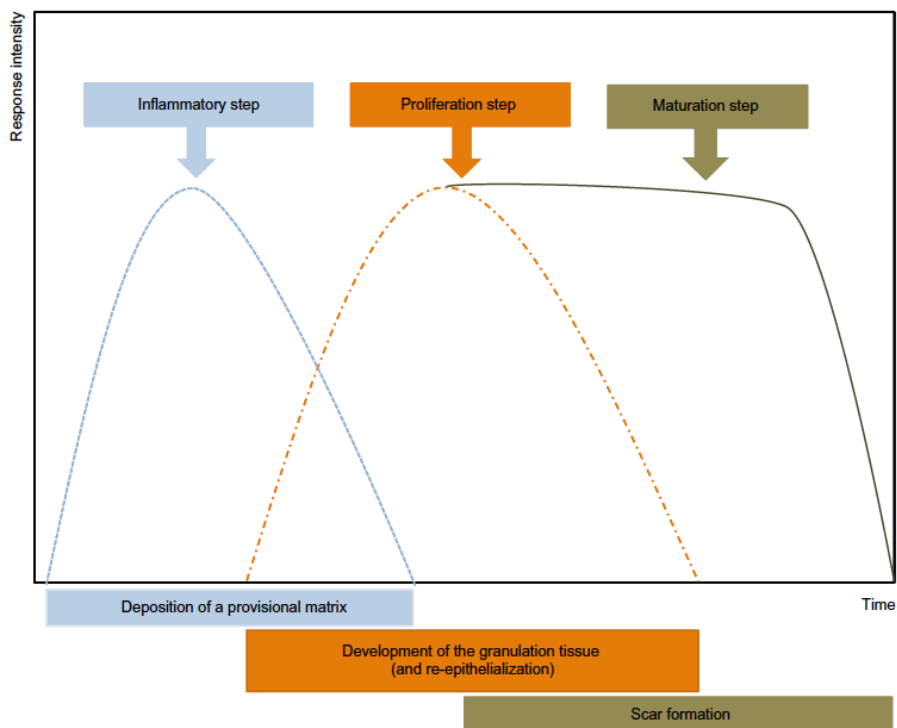 Response intensity
Inflammatory step
Proliferation step
Maturation step
Deposition of a provisional matrix
Time
Development of the granulation tissue
(and re-epithelialization)
Scar formation